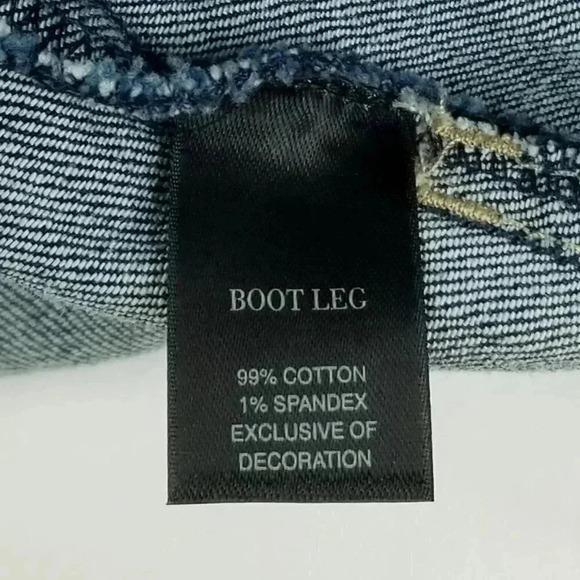 BOOT LEG
99% COTTON
1% SPANDEX
EXCLUSIVE OF
DECORATION